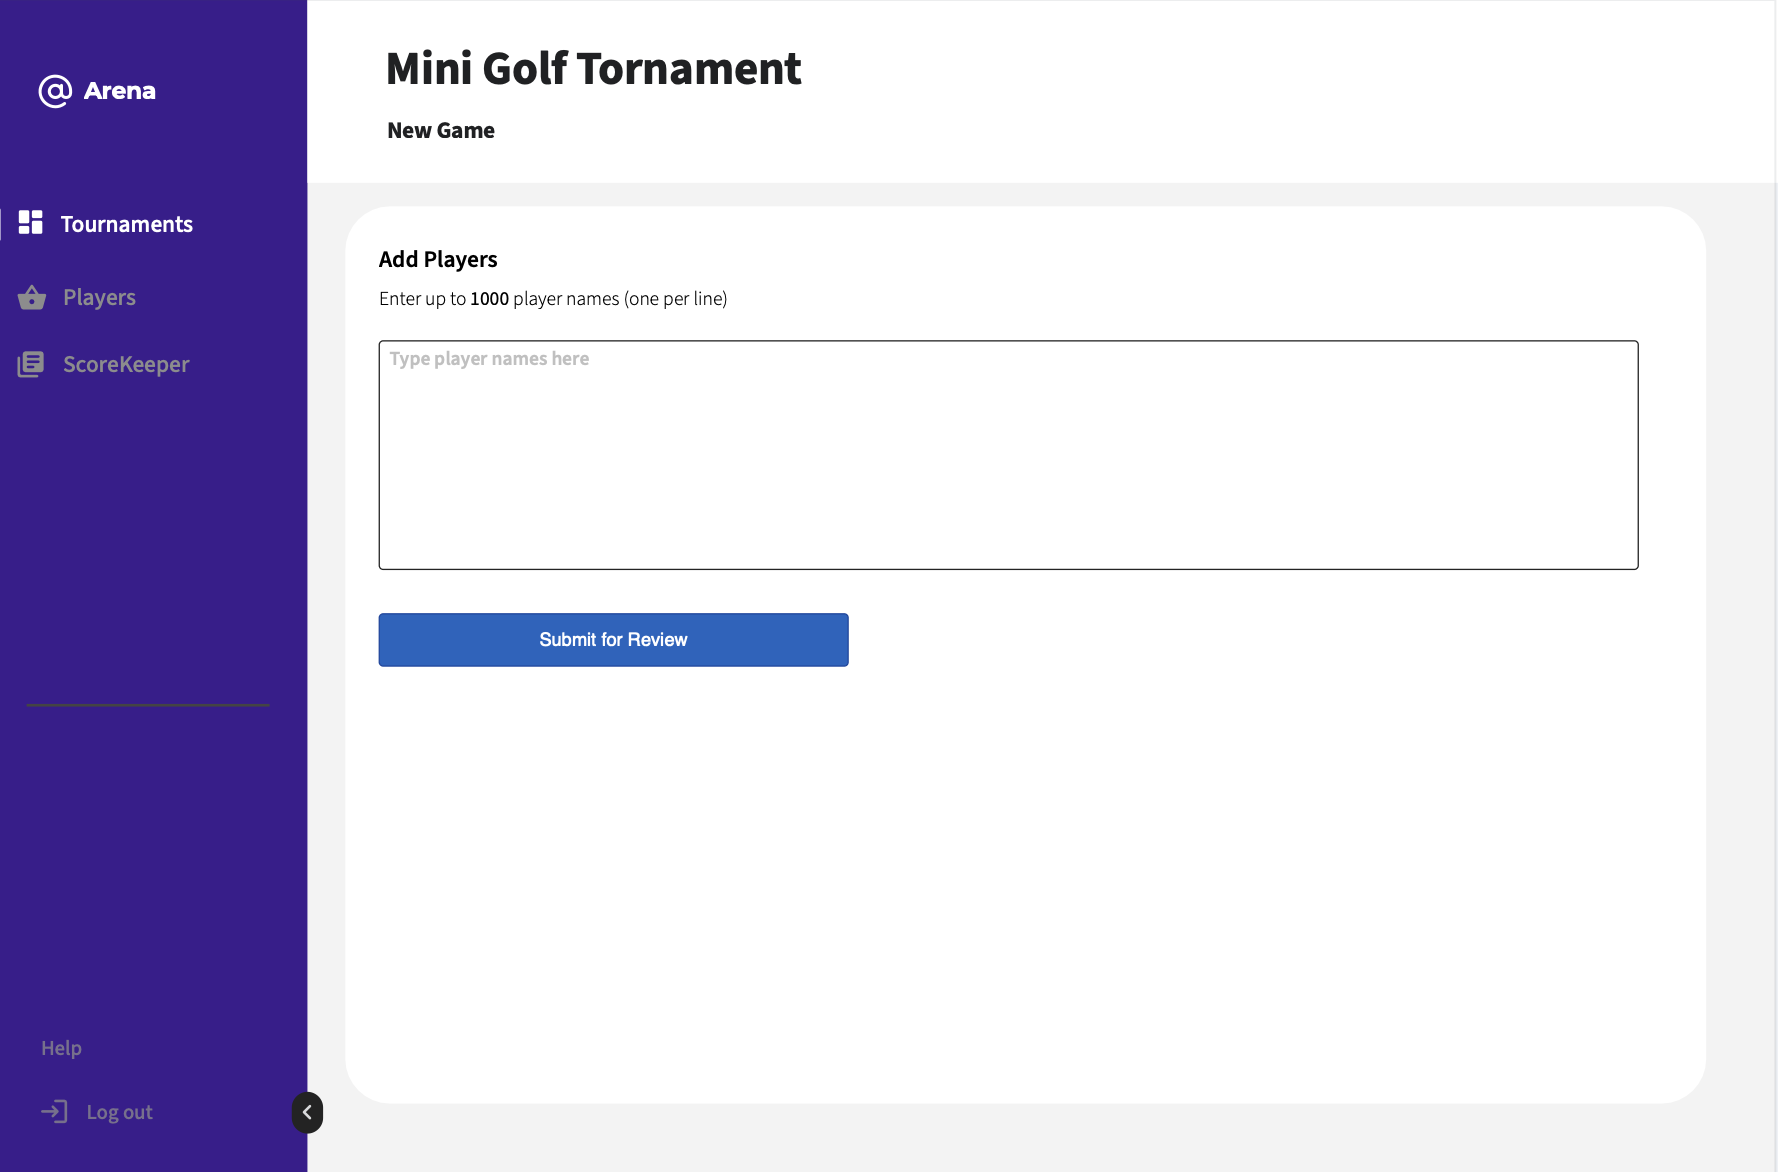 @ Arena
Tournaments
Players
ScoreKeeper
Help
Log out
Mini Golf Tornament
New Game
Add Players
Enter up to 1000 player names (one per line)
Type player names here
Submit for Review